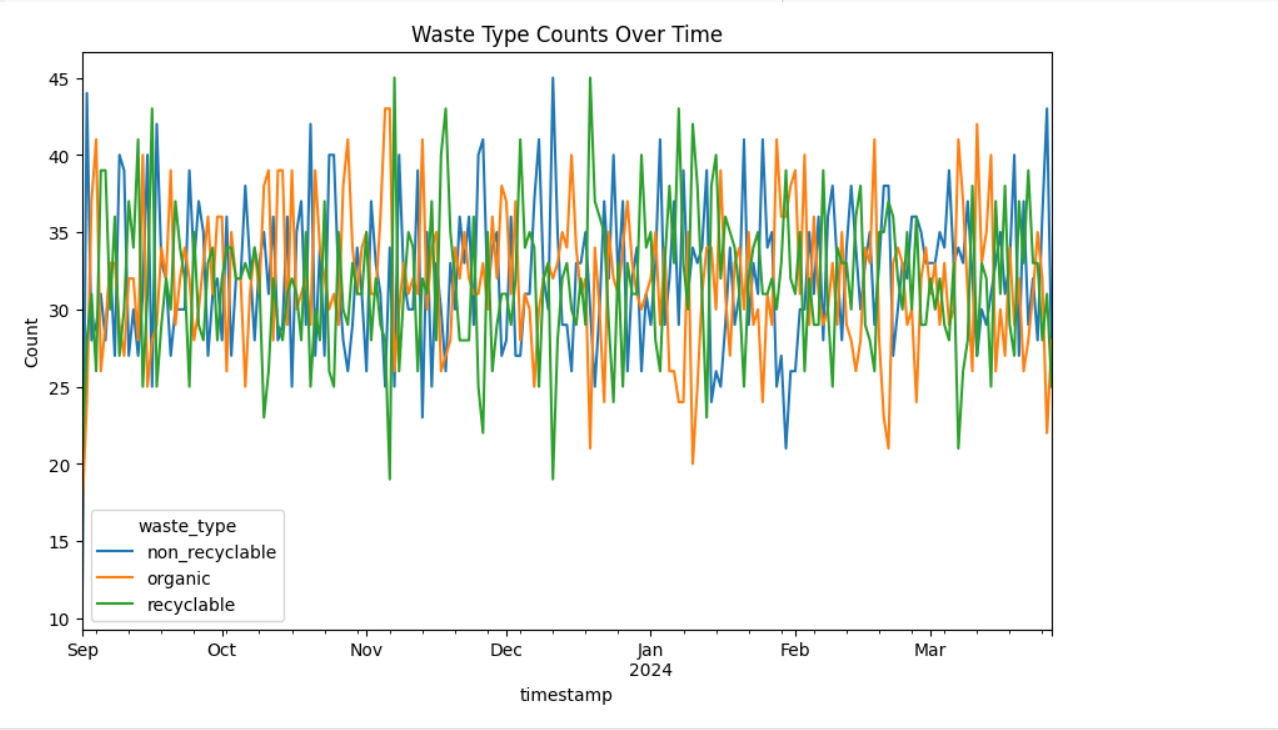 Waste Type Counts Over Time
45
40
35
30
25
20
15
10
Count
waste_type
non_recyclable
organic
recyclable
Sep Oct Nov Dec Jan Feb Mar
2024
timestamp